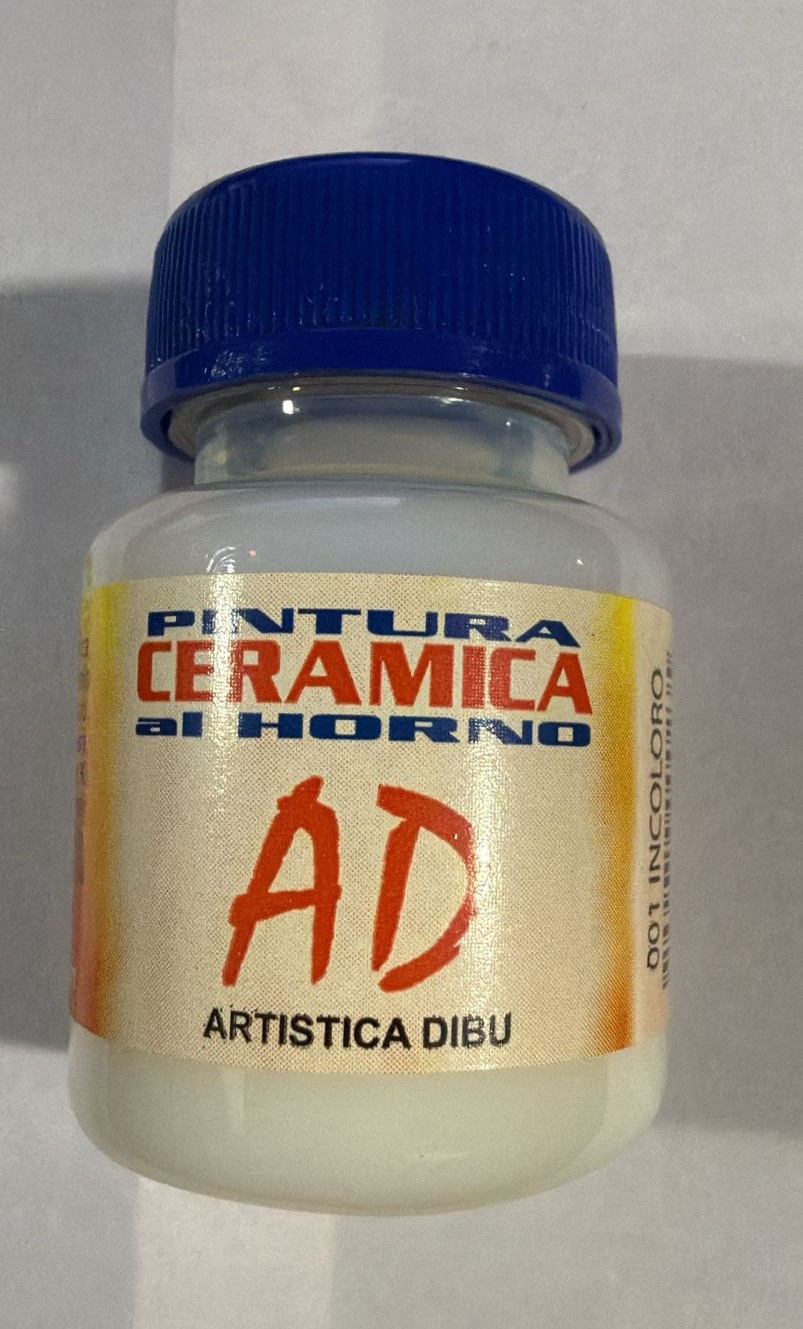 PINTURA
CERAMICA
al HORNO
AD
ARTISTICA DIBU
001 INCOLORO